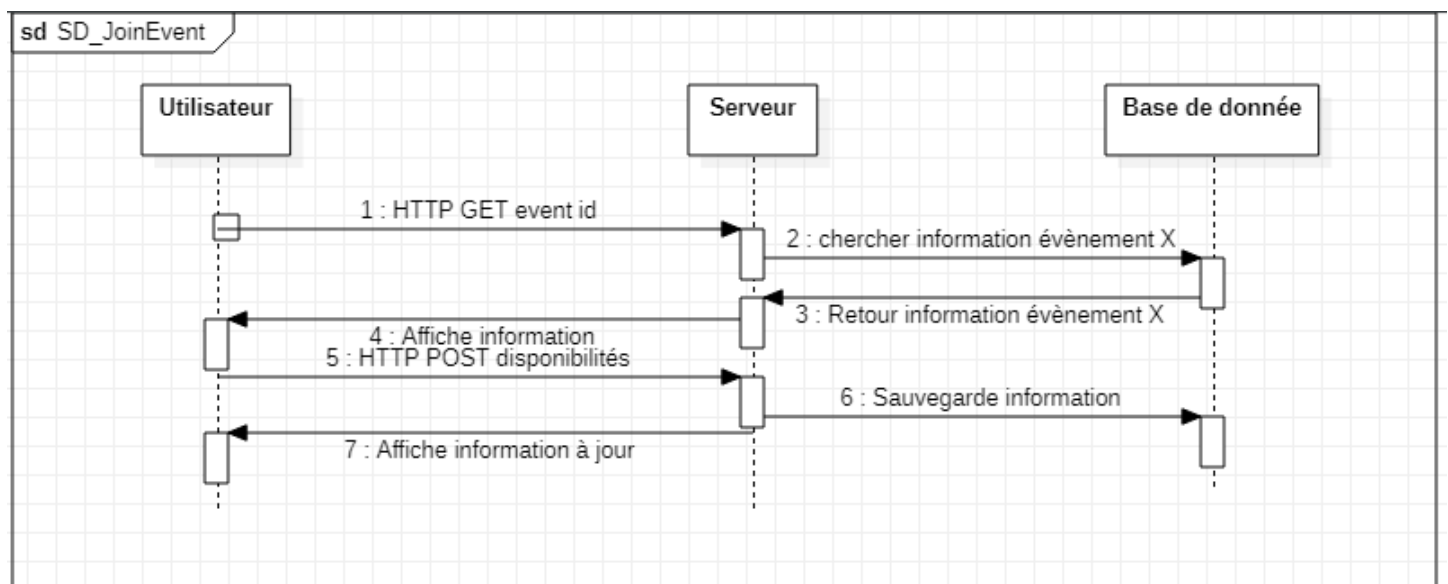 sd SD_JoinEvent
Utilisateur
Serveur
Base de donnée
1 : HTTP GET event id
2 : chercher information évènement X
3 : Retour information évènement X
4 : Affiche information
5 : HTTP POST disponibilités
6 : Sauvegarde information
7 : Affiche information à jour